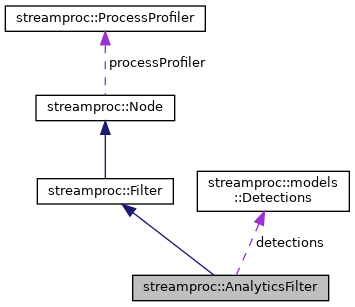 streamproc::ProcessProfiler
processProfiler
streamproc::Node
streamproc::Filter
streamproc::models
::Detections
detections
streamproc::AnalyticsFilter